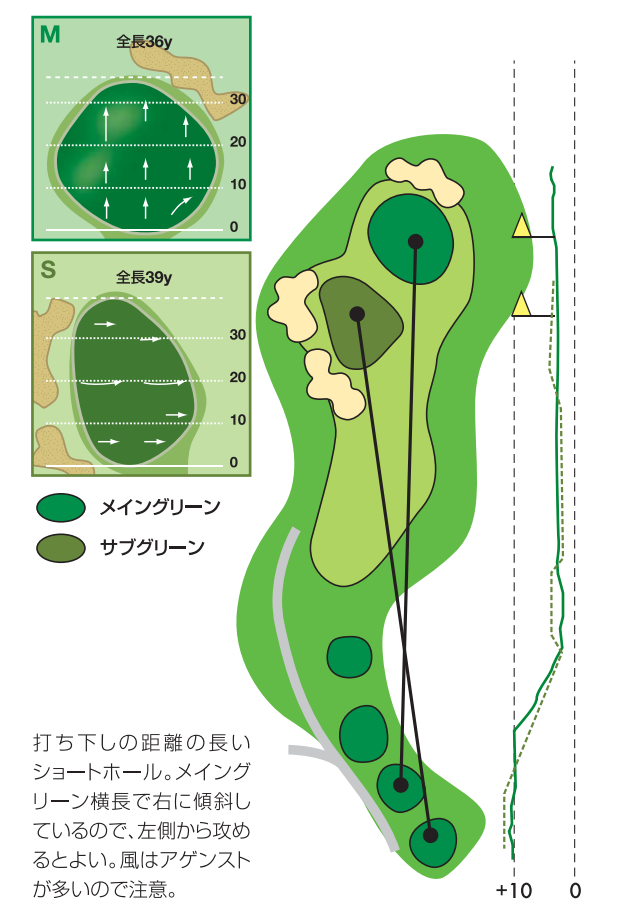 M
全長36y
30
20
10
0
S
全長39y
30
20
10
0
メイングリーン
サブグリーン
打ち下しの距離の長い
ショートホール。メイング
リーン横長で右に傾斜し
ているので、左側から攻め
るとよい。風はアゲンスト
が多いので注意。
+10 0